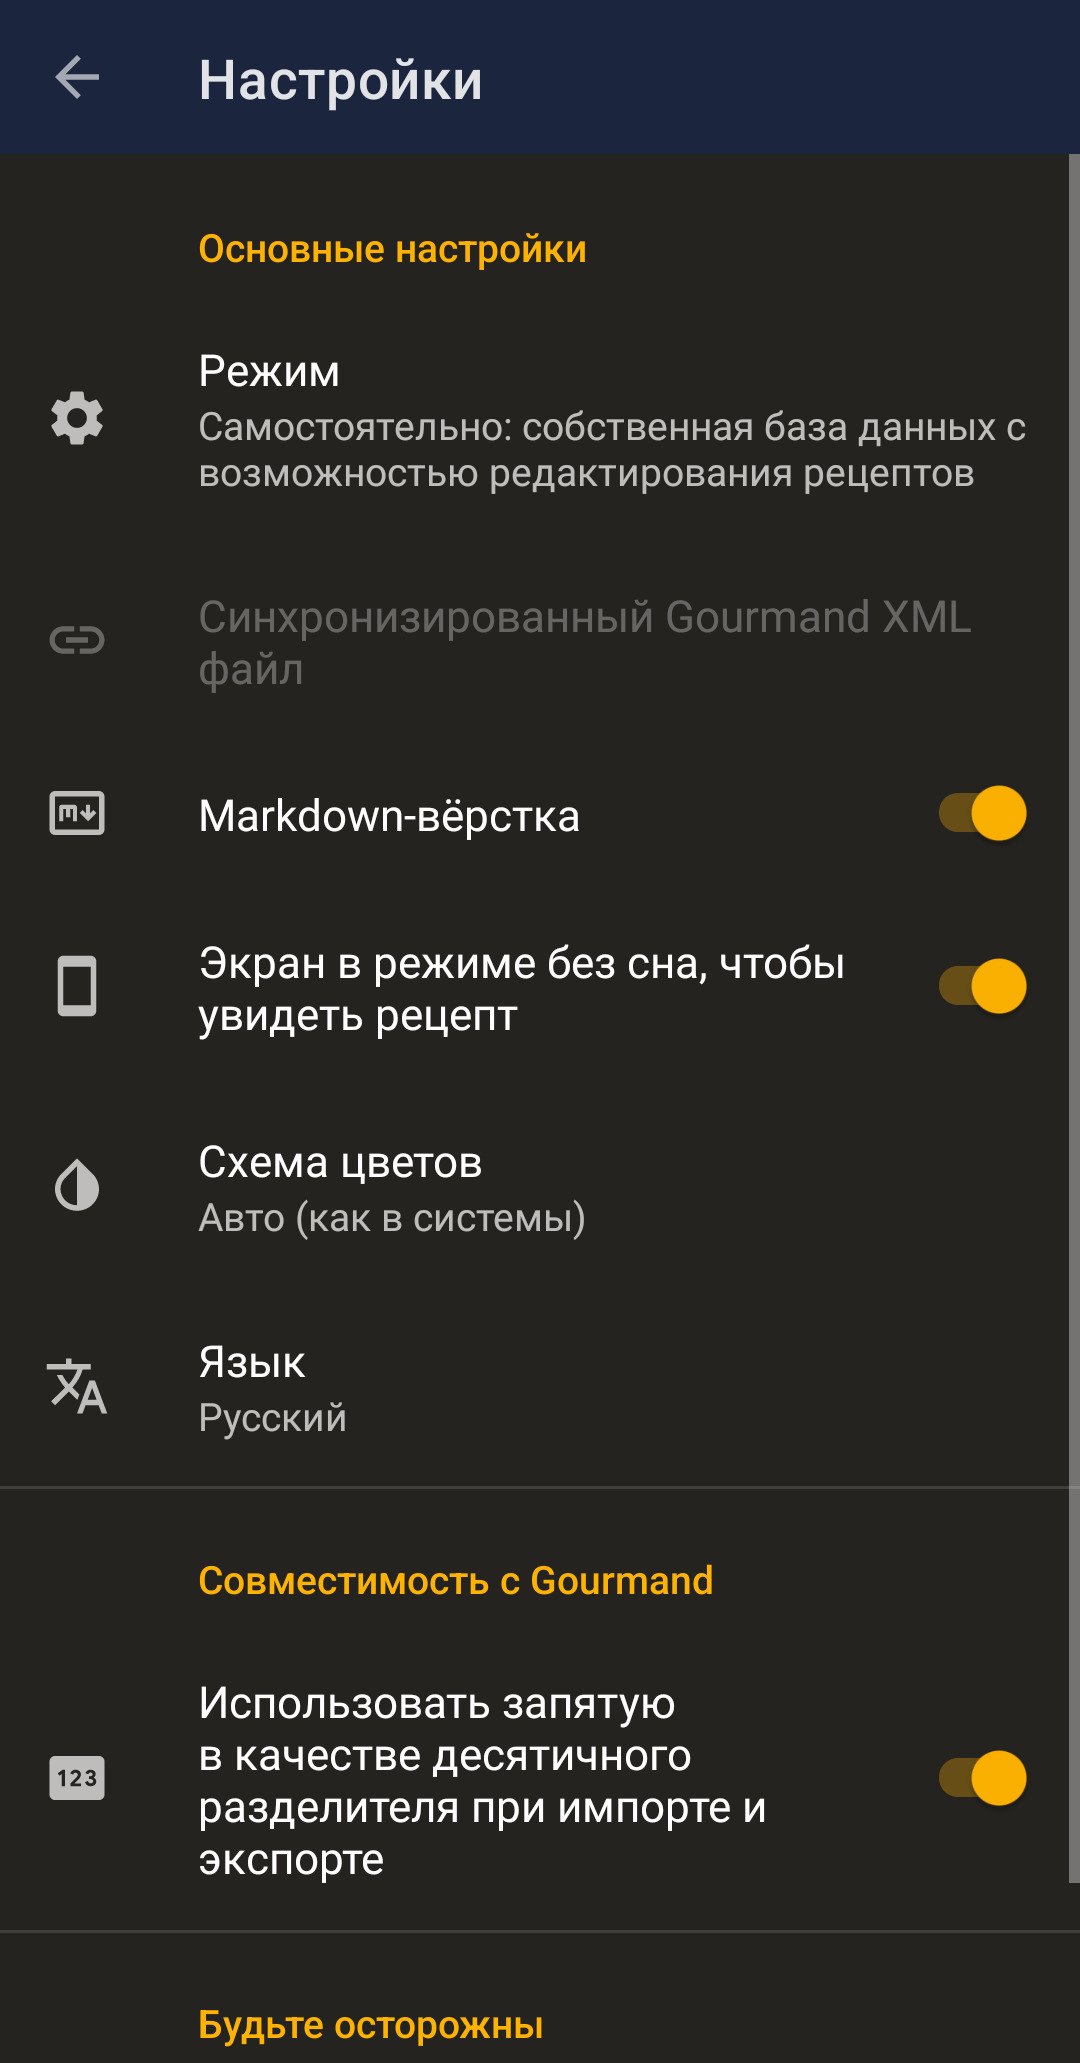 Настройки
Основные настройки
Режим
Самостоятельно: собственная база данных с
возможностью редактирования рецептов
Синхронизированный Gourmand XML
файл
Markdown-вёрстка
Экран в режиме без сна, чтобы
увидеть рецепт
Схема цветов
Авто (как в системы)
Язык
Русский
Совместимость с Gourmand
Использовать запятую
в качестве десятичного
разделителя при импорте и
экспорте
123
Будьте осторожны